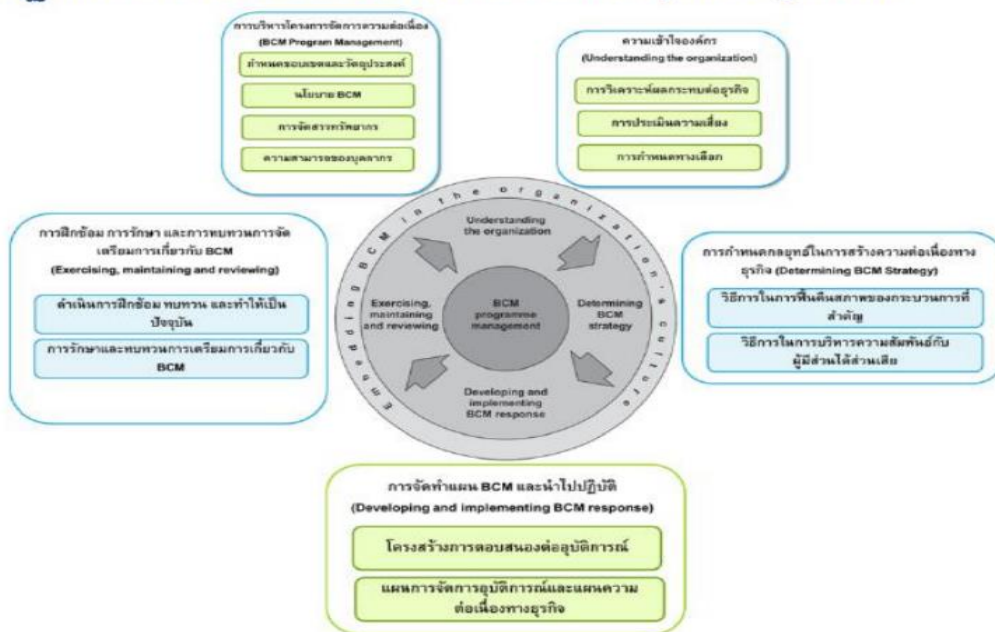 การบริหารโครงการจัดการความต่อเนื่อง
(BCM Program Management)
กำหนดขอบเขตและวัตถุประสงค์
นโยบาย BCM
การจัดสรรทรัพยากร
ความสามารถของบุคลากร
ความเข้าใจองค์กร
(Understanding the organization)
การวิเคราะห์ผลกระทบต่อธุรกิจ
การประเมินความเสี่ยง
การกำหนดทางเลือก
การฝึกซ้อม การรักษา และการทบทวนการจัด
เตรียมการเกี่ยวกับ BCM
(Exercising, maintaining and reviewing)
ดำเนินการฝึกซ้อม ทบทวน และทำให้เป็น
ปัจจุบัน
การรักษาและทบทวนการเตรียมการเกี่ยวกับ
BCM
Embedding BCM in the organization's culture
Understanding
the organization
Exercising,
maintaining
and reviewing
BCM
programme
management
Determining
BCM
strategy
Developing and
implementing
BCM response
การกำหนดกลยุทธ์ในการสร้างความต่อเนื่องทาง
ธุรกิจ (Determining BCM Strategy)
วิธีการในการฟื้นคืนสภาพของกระบวนการที่
สำคัญ
วิธีการในการบริหารความสัมพันธ์กับ
ผู้มีส่วนได้ส่วนเสีย
การจัดทำแผน BCM และนำไปปฏิบัติ
(Developing and implementing BCM response)
โครงสร้างการตอบสนองต่ออุบัติการณ์
แผนการจัดการอุบัติการณ์และแผนความ
ต่อเนื่องทางธุรกิจ